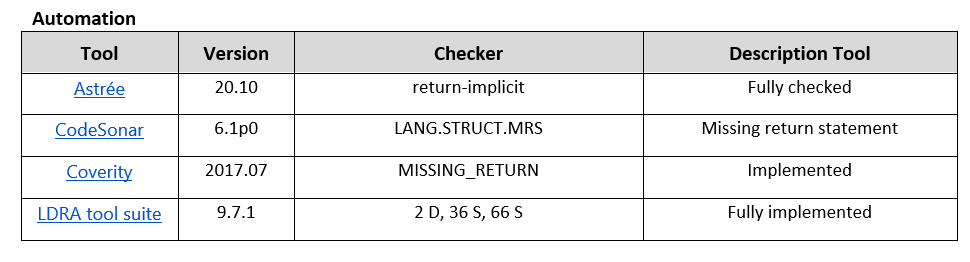 Automation
Tool Version Checker Description Tool
Astrée 20.10 return-implicit Fully checked
CodeSonar 6.1p0 LANG.STRUCT.MRS Missing return statement
Coverity 2017.07 MISSING_RETURN Implemented
LDRA tool suite 9.7.1 2 D, 36 S, 66 S Fully implemented